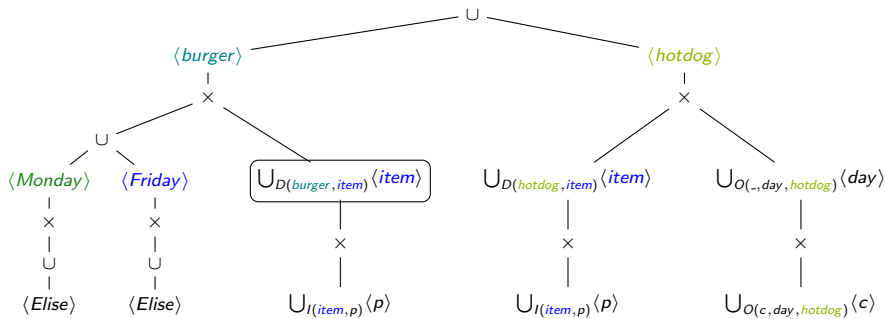 ∪
⟨burger⟩ ⟨hotdog⟩
× ×
∪
⟨Monday⟩ ⟨Friday⟩ ⋃D(burger,item)⟨item⟩ ⋃D(hotdog,item)⟨item⟩ ⋃O(_,day,hotdog)⟨day⟩
× × × × ×
∪ ∪
⟨Elise⟩ ⟨Elise⟩ ⋃I(item,p)⟨p⟩ ⋃I(item,p)⟨p⟩ ⋃O(c,day,hotdog)⟨c⟩